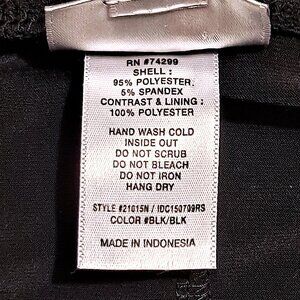 RN #74299
SHELL :
95% POLYESTER
5% SPANDEX
CONTRAST & LINING :
100% POLYESTER
HAND WASH COLD
INSIDE OUT
DO NOT SCRUB
DO NOT BLEACH
DO NOT IRON
HANG DRY
STYLE #21015N / IDC150709RS
COLOR #BLK/BLK
MADE IN INDONESIA